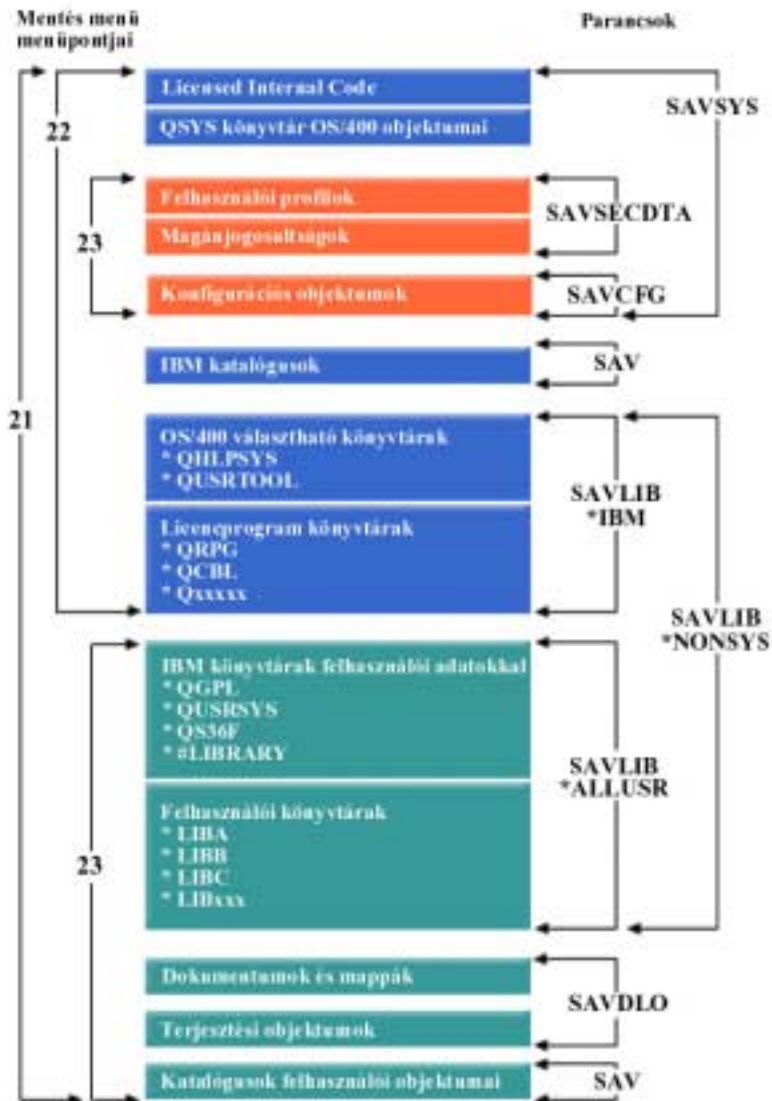 Mentés menü
menüpontjai
Parancsok
Licensed Internal Code
QSYS könyvtár OS/400 objektumai
SAVSYS
22
Felhasználói profilok
Magánjogosultságok
SAVSECDTA
23
Konfigurációs objektumok
SAVCFG
IBM katalógusok
SAV
21
OS/400 választható könyvtárak
* QHLPSYS
* QUSRTOOL
SAVLIB
*IBM
Licencprogram könyvtárak
* QRPG
* QCBL
* Qxxxxx
SAVLIB
*NONSYS
IBM könyvtárak felhasználói adatokkal
* QGPL
* QUSRSYS
* QS36F
* #LIBRARY
SAVLIB
*ALLUSR
Felhasználói könyvtárak
* LIBA
* LIBB
* LIBC
* LIBxxx
23
Dokumentumok és mappák
SAVDLO
Terjesztési objektumok
Katalógusok felhasználói objektumai
SAV